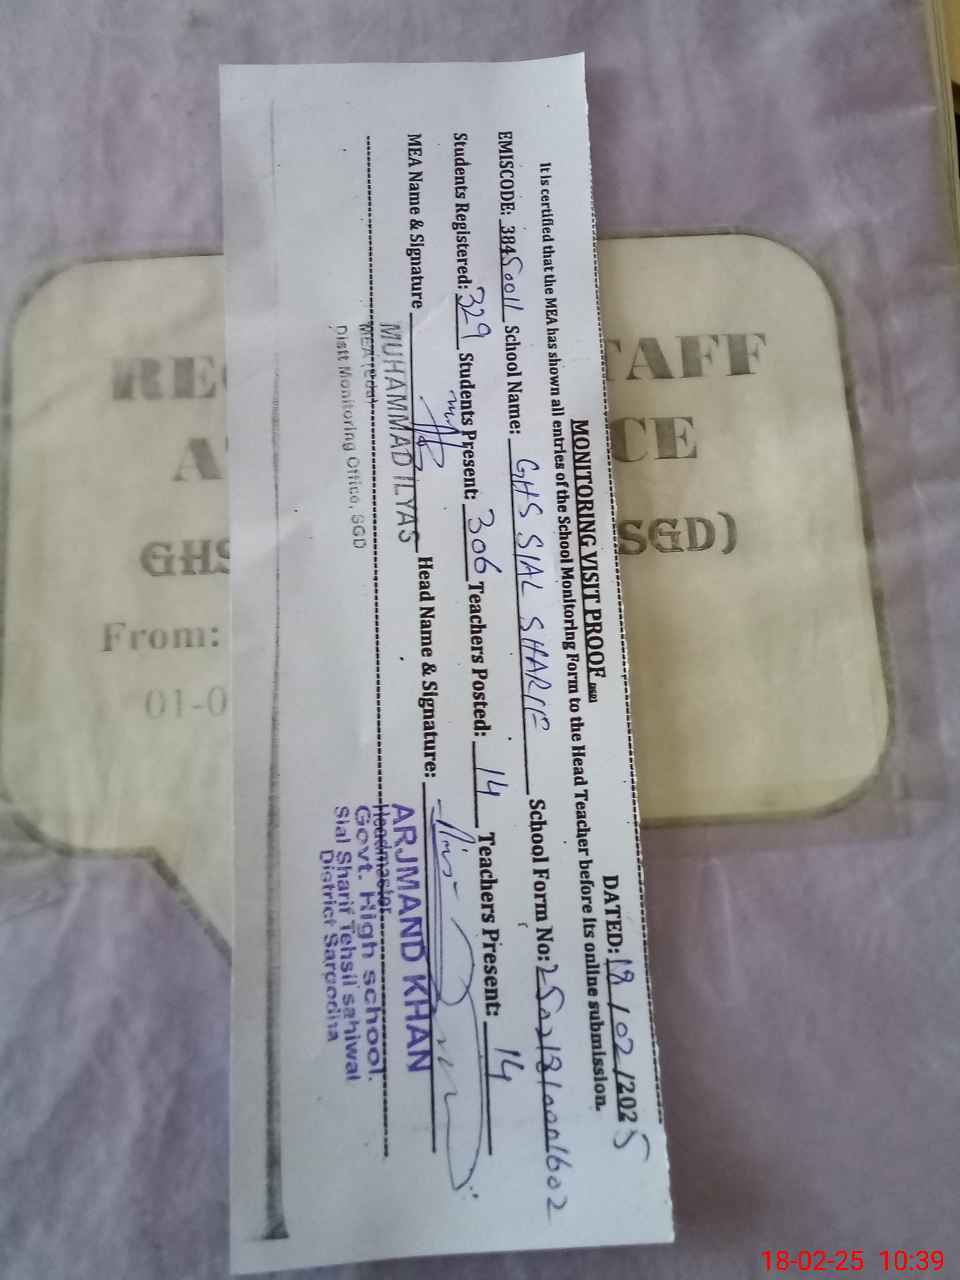 MONITORING VISIT PROOF
DATED: 18/02/2025
It is certified that the MEA has shown all entries of the School Monitoring Form to the Head Teacher before its online submission.
EMISCODE: 38450011 School Name: GHS SIAL SHARIF School Form No:
Students Registered: 329 Students Present: 306 Teachers Posted: 14 Teachers Present: 14
MEA Name & Signature Head Name & Signature:
MUHAMMAD ILYAS
MEA (edu)
Distt Monitoring Office, SGD
ARJMAND KHAN
Headmaster
Govt. High school.
Sial Sharif Tehsil sahiwal
District Sargodha
RE AFF
A CE
GHS SGD)
From:
01-0
18-02-25 10:39